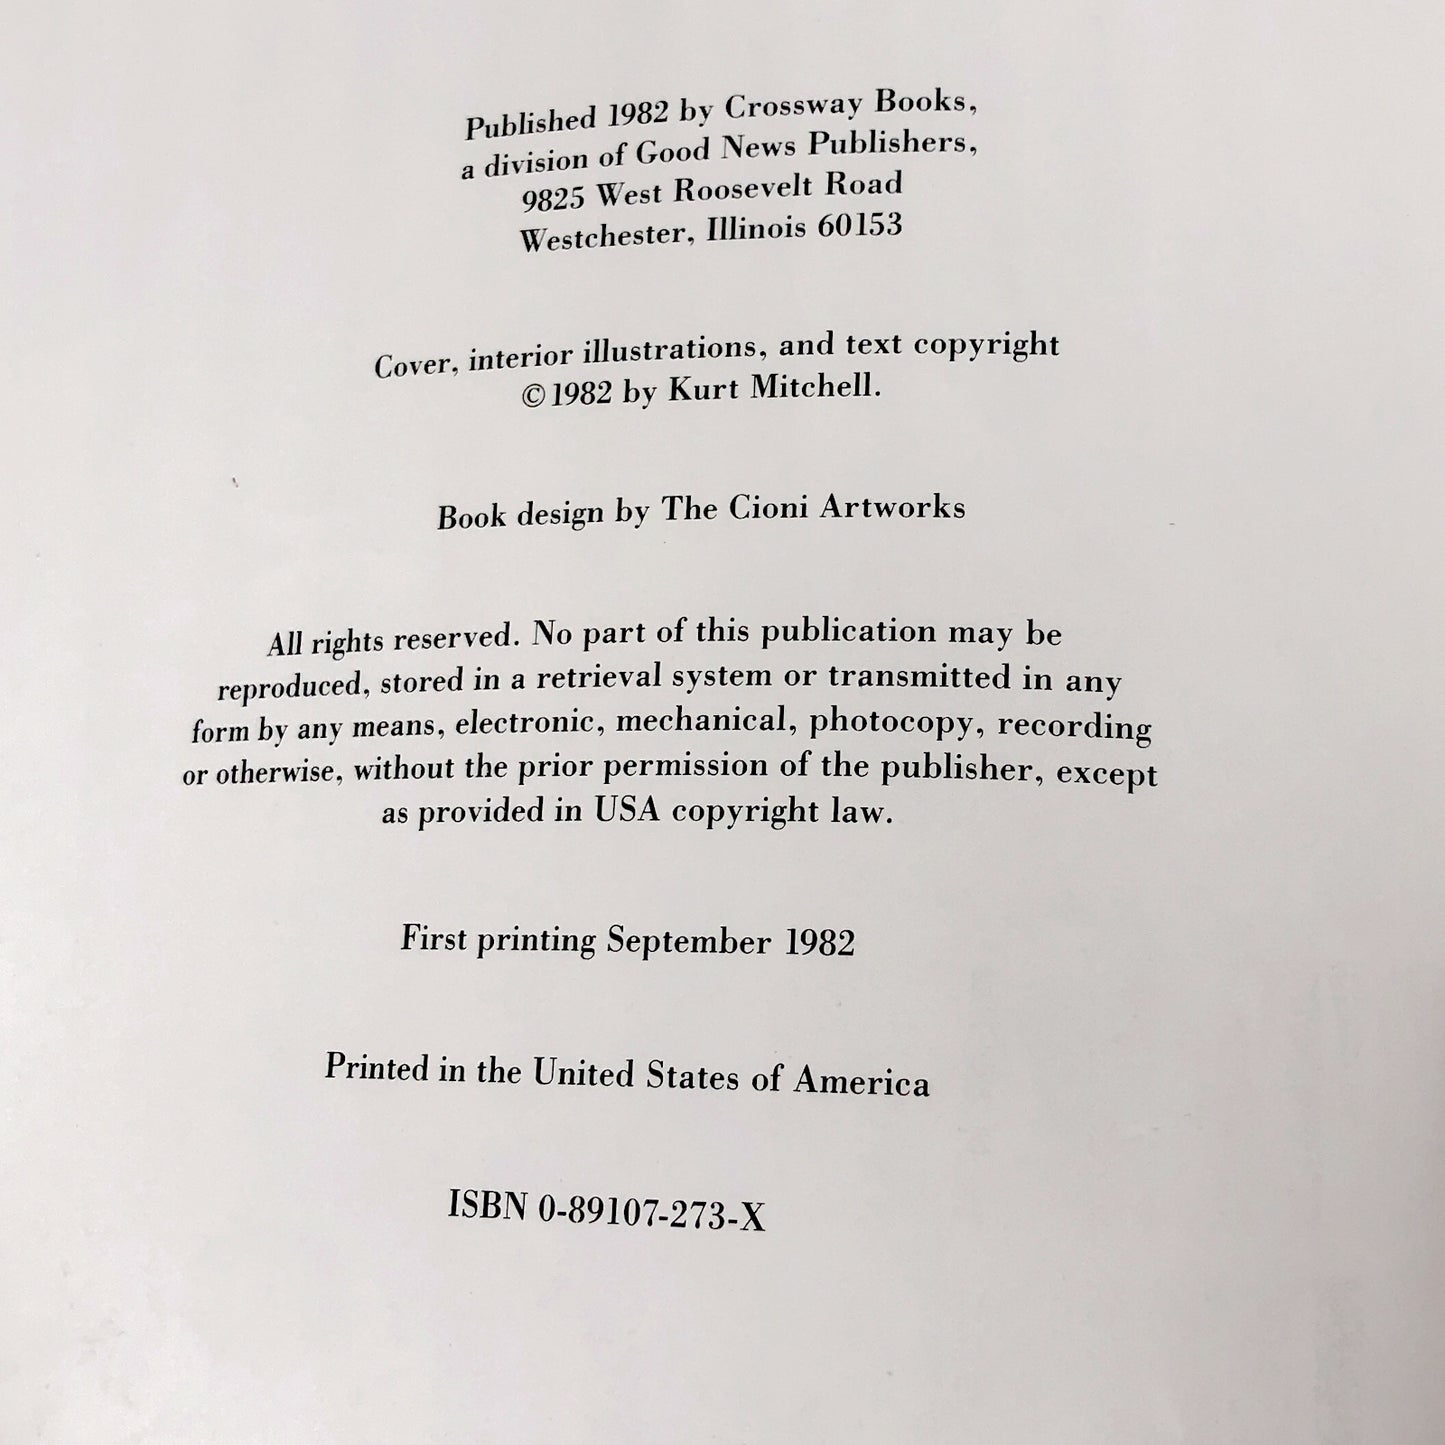 Published 1982 by Crossway Books,
a division of Good News Publishers,
9825 West Roosevelt Road
Westchester, Illinois 60153
Cover, interior illustrations, and text copyright
©1982 by Kurt Mitchell.
Book design by The Cioni Artworks
All rights reserved. No part of this publication may be
reproduced, stored in a retrieval system or transmitted in any
form by any means, electronic, mechanical, photocopy, recording
or otherwise, without the prior permission of the publisher, except
as provided in USA copyright law.
First printing September 1982
Printed in the United States of America
ISBN 0-89107-273-X